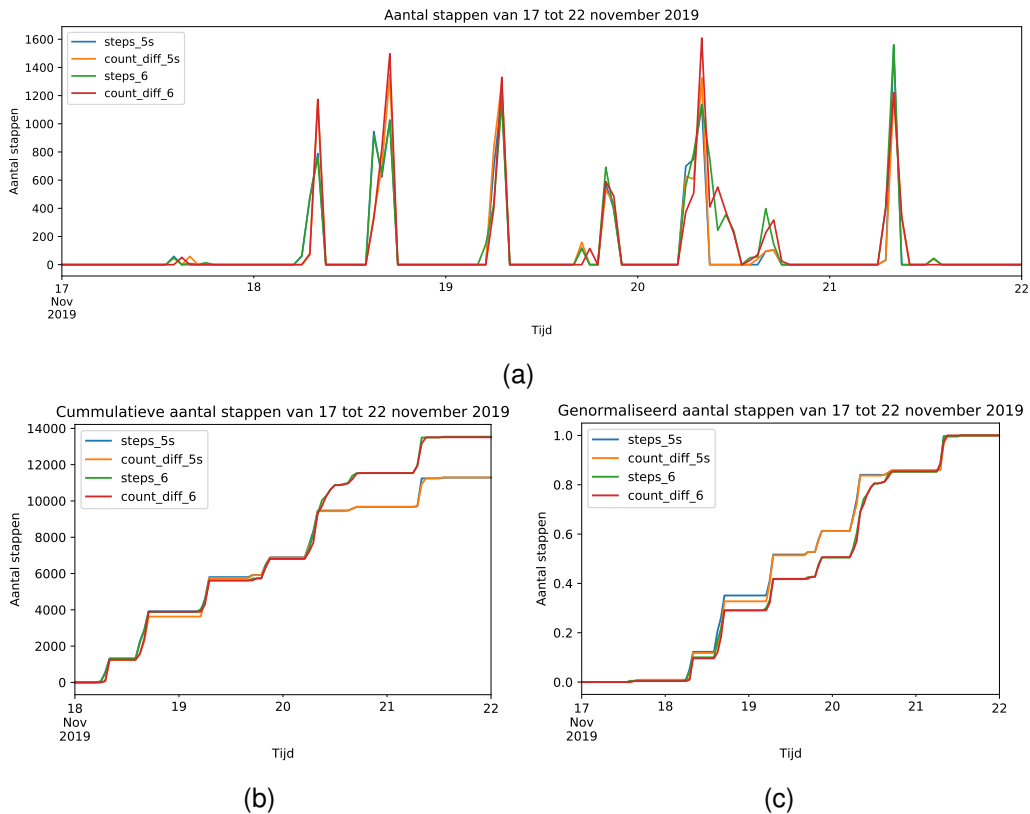 Aantal stappen van 17 tot 22 november 2019
steps_5s
count_diff_5s
steps_6
count_diff_6
Aantal stappen
1600
1400
1200
1000
800
600
400
200
0
17
Nov
2019
18
19
20
21
22
Tijd
(a)
Cummulatieve aantal stappen van 17 tot 22 november 2019
steps_5s
count_diff_5s
steps_6
count_diff_6
Aantal stappen
14000
12000
10000
8000
6000
4000
2000
0
18
Nov
2019
19
20
21
22
Tijd
(b)
Genormaliseerd aantal stappen van 17 tot 22 november 2019
steps_5s
count_diff_5s
steps_6
count_diff_6
Aantal stappen
1.0
0.8
0.6
0.4
0.2
0.0
17
Nov
2019
18
19
20
21
22
Tijd
(c)